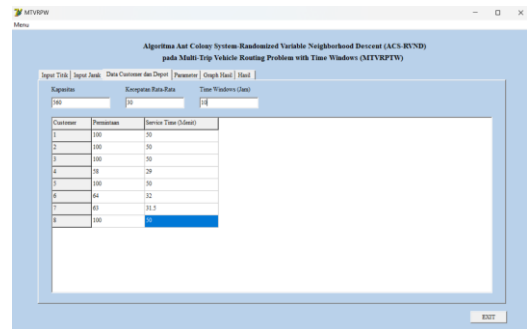 MTVRPW
Menu
Algoritma Ant Colony System-Randomized Variable Neighborhood Descent (ACS-RVND)
pada Multi-Trip Vehicle Routing Problem with Time Windows (MTVRPTW)
Input Titik Input Jarak Data Customer dan Depot Parameter Graph Hasil Hasil
Kapasitas Kecepatan Rata-Rata Time Windows (Jam)
560 30 10
Customer Permintaan Service Time (Menit)
1 100 50
2 100 50
3 100 50
4 58 29
5 100 50
6 64 32
7 63 31.5
8 100 50
EXIT